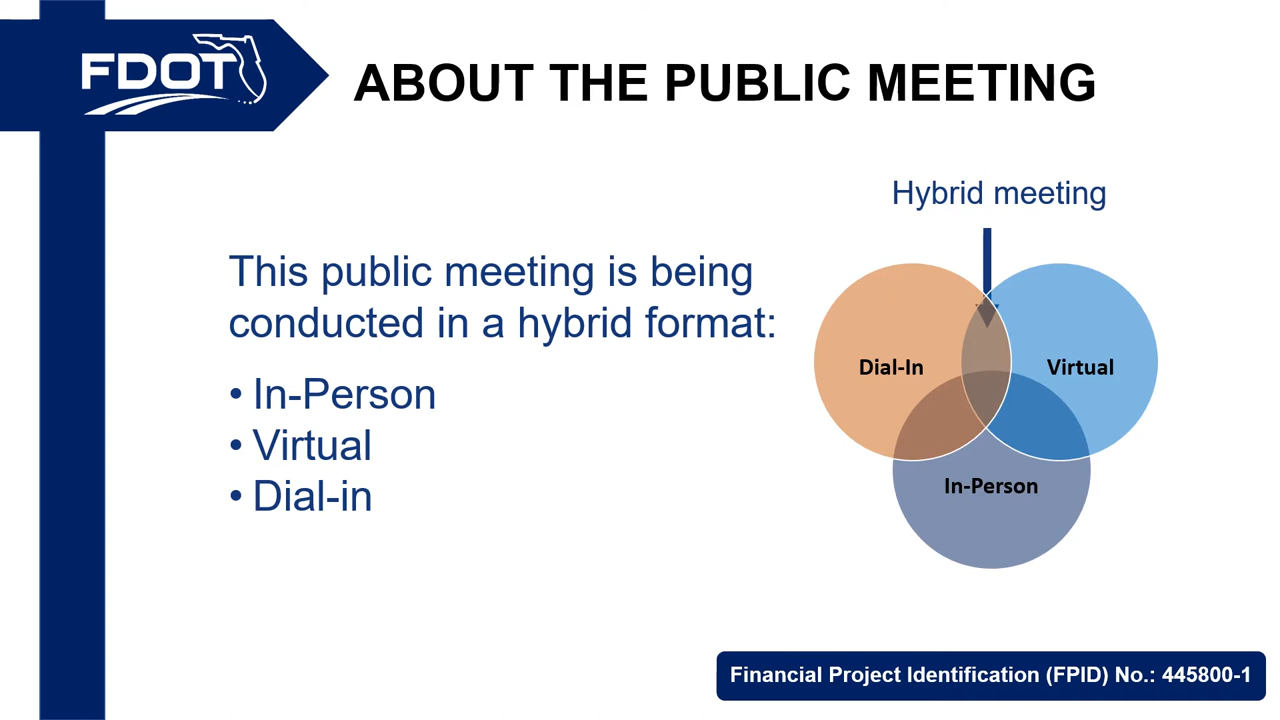 FDOT
ABOUT THE PUBLIC MEETING
This public meeting is being
conducted in a hybrid format:
• In-Person
• Virtual
• Dial-in
Hybrid meeting
Dial-In
Virtual
In-Person
Financial Project Identification (FPID) No.: 445800-1